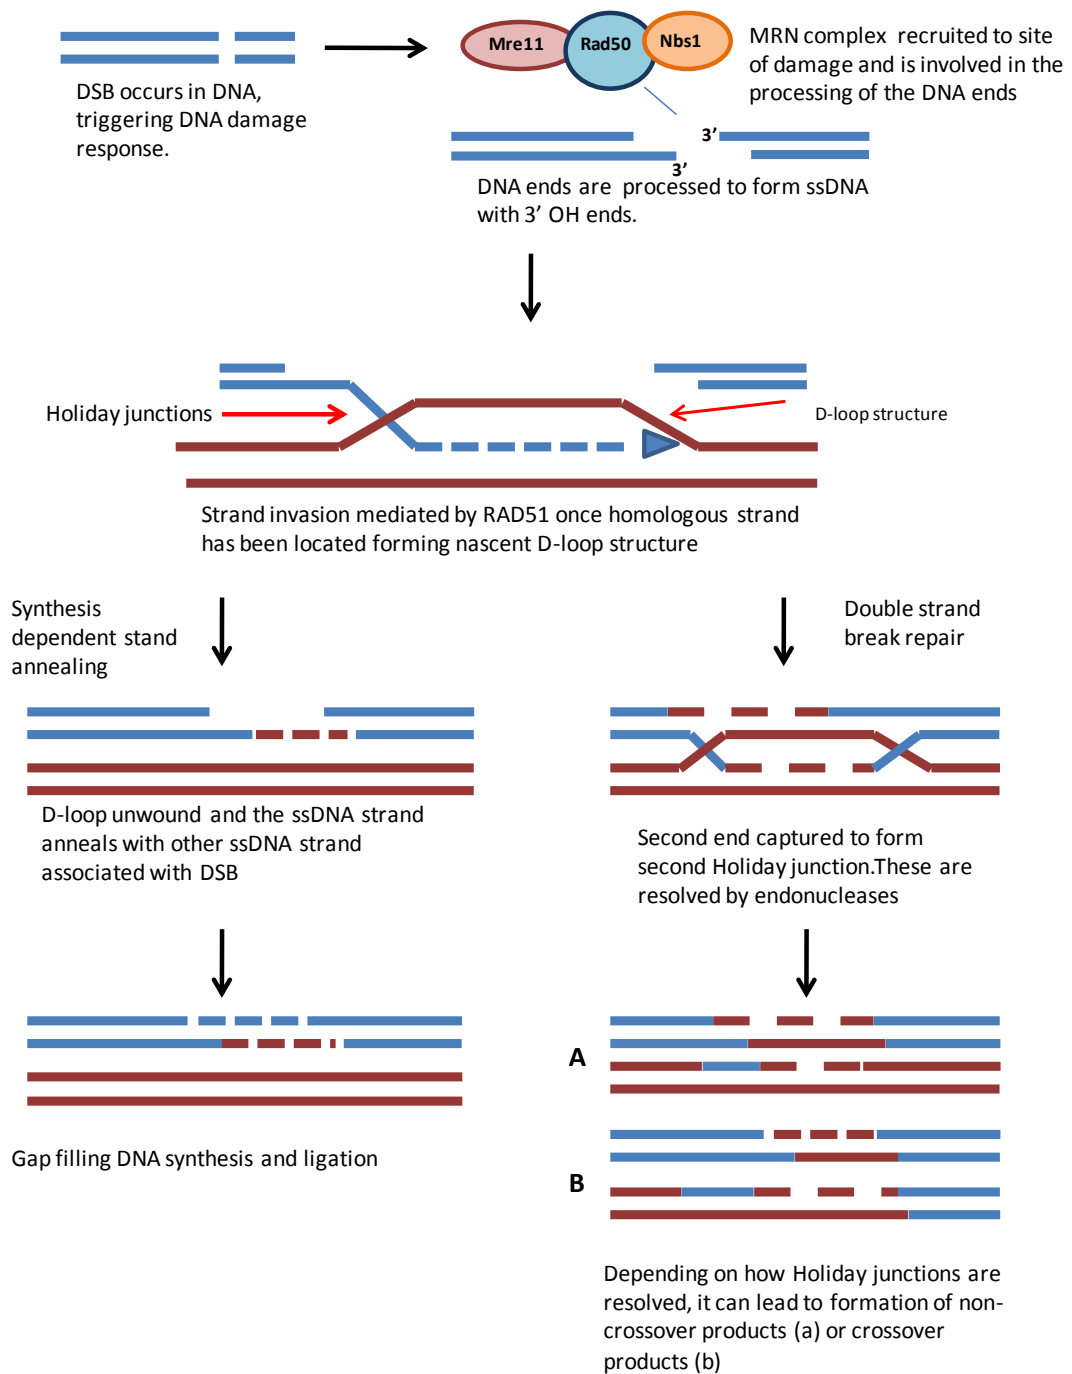 Mre11
Rad50
Nbs1
MRN complex recruited to site
of damage and is involved in the
processing of the DNA ends
DSB occurs in DNA,
triggering DNA damage
response.
3’
3’
DNA ends are processed to form ssDNA
with 3’ OH ends.
Holiday junctions
D-loop structure
Strand invasion mediated by RAD51 once homologous strand
has been located forming nascent D-loop structure
Synthesis
dependent stand
annealing
Double strand
break repair
D-loop unwound and the ssDNA strand
anneals with other ssDNA strand
associated with DSB
Second end captured to form
second Holiday junction.These are
resolved by endonucleases
A
B
Gap filling DNA synthesis and ligation
Depending on how Holiday junctions are
resolved, it can lead to formation of non-
crossover products (a) or crossover
products (b)